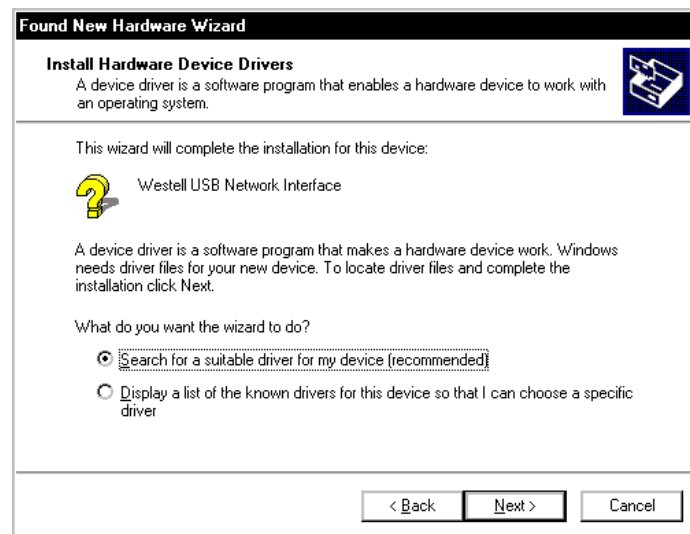 Found New Hardware Wizard
Install Hardware Device Drivers
A device driver is a software program that enables a hardware device to work with
an operating system.
This wizard will complete the installation for this device:
Westell USB Network Interface
A device driver is a software program that makes a hardware device work. Windows
needs driver files for your new device. To locate driver files and complete the
installation click Next.
What do you want the wizard to do?
Search for a suitable driver for my device (recommended)
Display a list of the known drivers for this device so that I can choose a specific
driver
< Back Next > Cancel